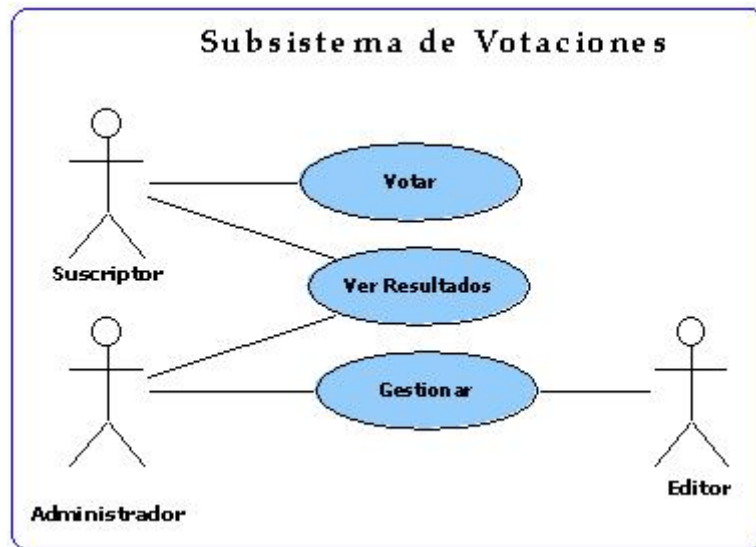 Subsistema de Votaciones
Votar
Suscriptor
Ver Resultados
Gestionar
Administrador
Editor